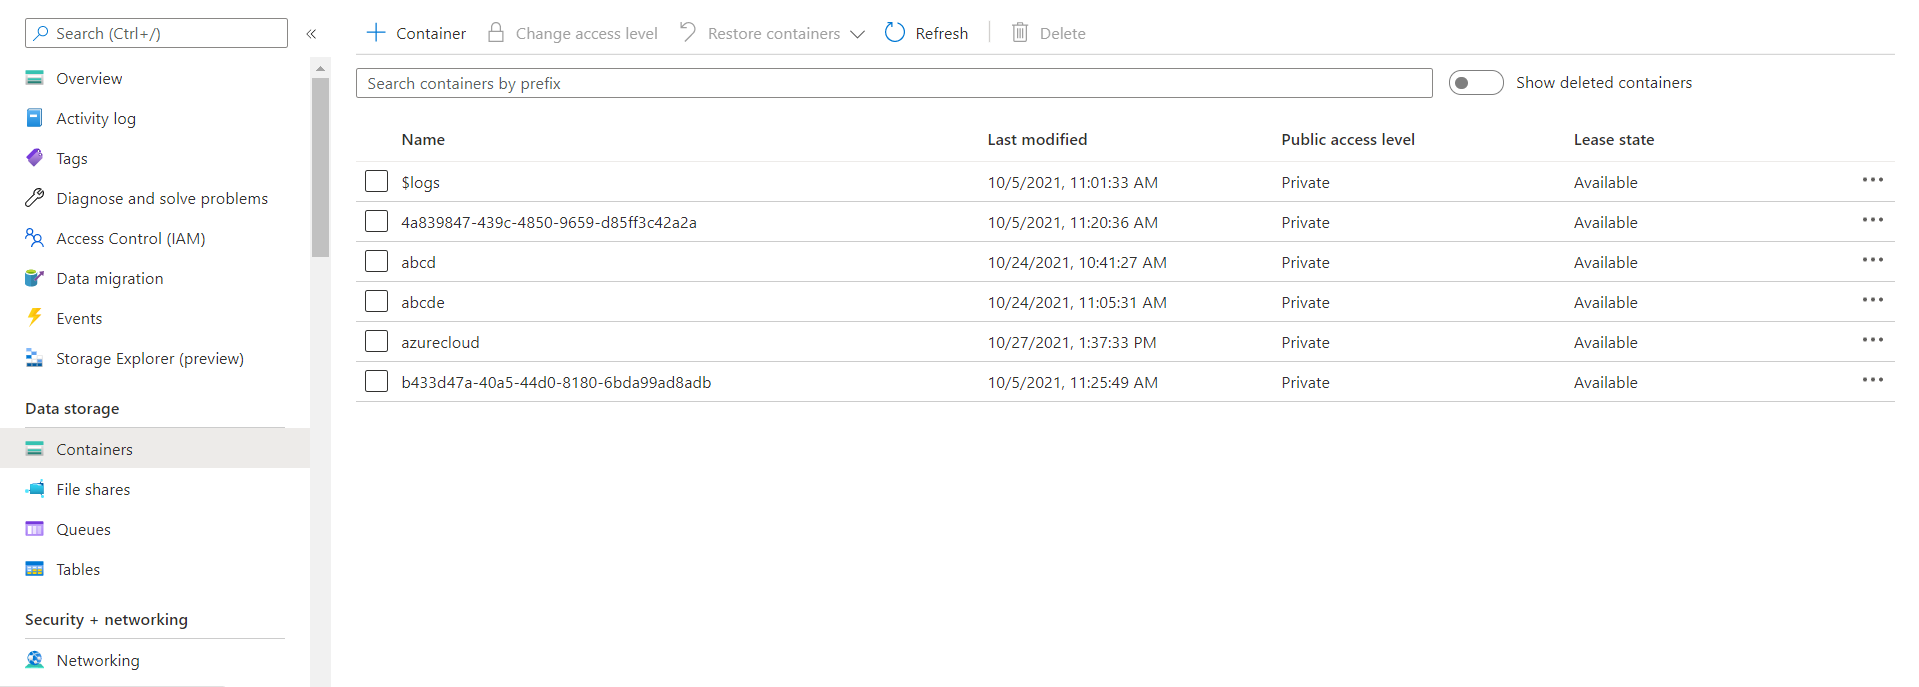 Search (Ctrl+/)
«
Overview
Activity log
Tags
Diagnose and solve problems
Access Control (IAM)
Data migration
Events
Storage Explorer (preview)
Data storage
Containers
File shares
Queues
Tables
Security + networking
Networking
Container Change access level Restore containers Refresh Delete
Search containers by prefix Show deleted containers
Name Last modified Public access level Lease state
$logs 10/5/2021, 11:01:33 AM Private Available
4a839847-439c-4850-9659-d85ff3c42a2a 10/5/2021, 11:20:36 AM Private Available
abcd 10/24/2021, 10:41:27 AM Private Available
abcde 10/24/2021, 11:05:31 AM Private Available
azurecloud 10/27/2021, 1:37:33 PM Private Available
b433d47a-40a5-44d0-8180-6bda99ad8adb 10/5/2021, 11:25:49 AM Private Available